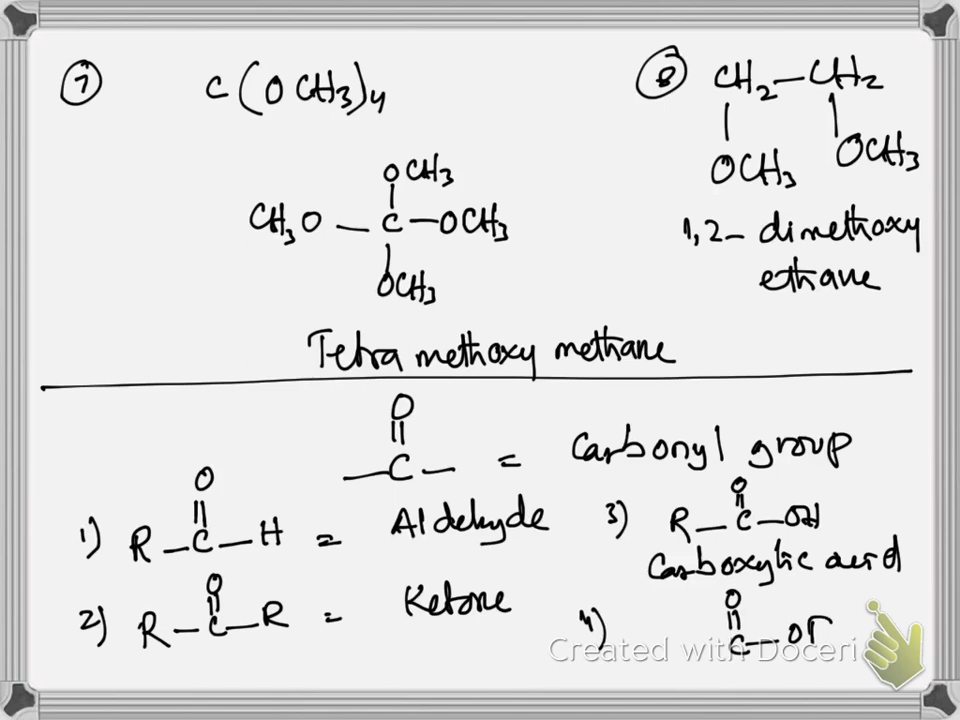 7 C(OCH3)4
8 CH2-CH2
OCH3 OCH3
OCH3
CH3O - C - OCH3
OCH3
1,2- dimethoxy
ethane
Tetra methoxy methane
O
-C- = Carbonyl group
O
1) R-C-H = Aldehyde
O
2) R-C-R = Ketone
O
3) R-C-OH
Carboxylic acid
O
4) C-O
Created with Doceri